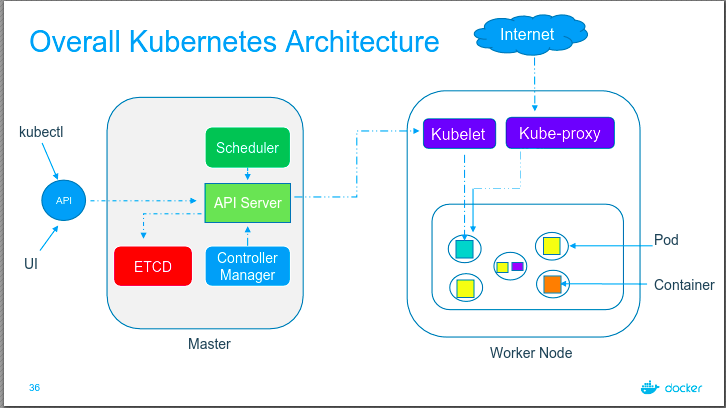 Overall Kubernetes Architecture
Internet
kubectl
Scheduler
Kubelet
Kube-proxy
API
API Server
UI
ETCD
Controller
Manager
Pod
Container
Master
Worker Node
36
docker